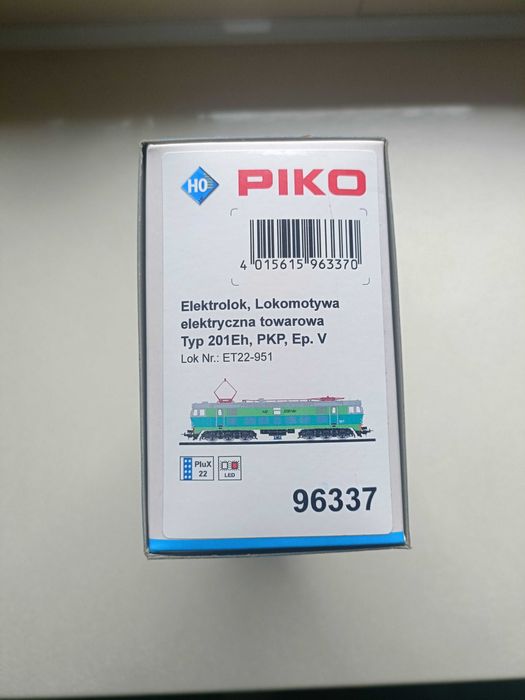 H0 PIKO
4 015615 963370
Elektrolok, Lokomotywa
elektryczna towarowa
Typ 201Eh, PKP, Ep. V
Lok Nr.: ET22-951
PluX
22
LED
96337